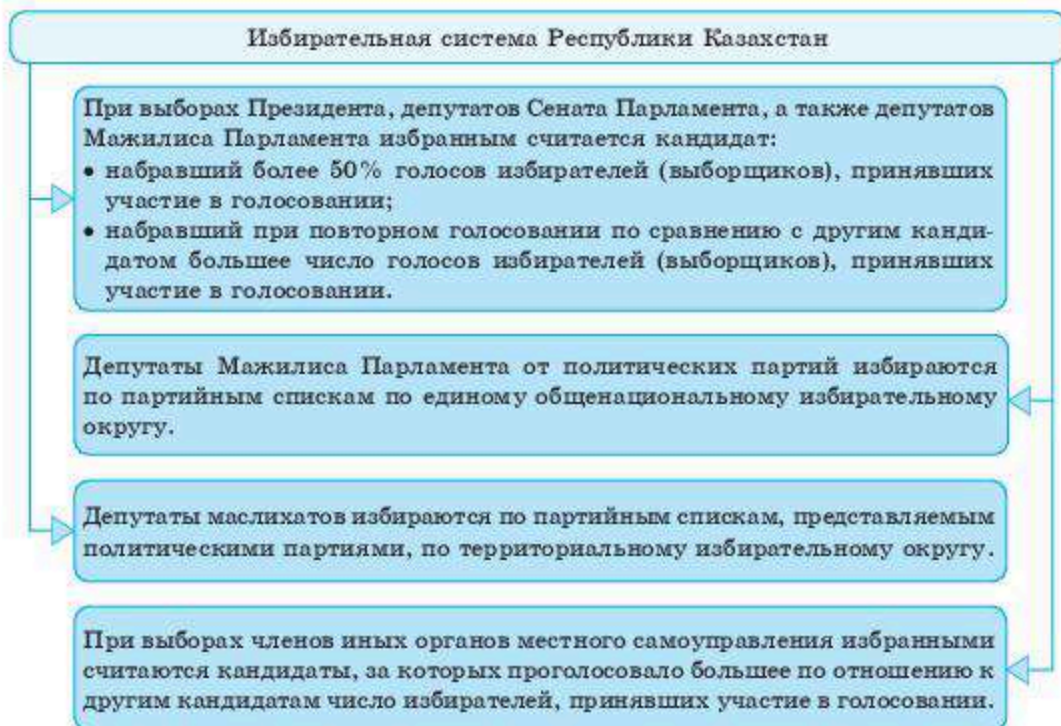 Избирательная система Республики Казахстан
При выборах Президента, депутатов Сената Парламента, а также депутатов
Мажилиса Парламента избранным считается кандидат:
• набравший более 50% голосов избирателей (выборщиков), принявших
участие в голосовании;
• набравший при повторном голосовании по сравнению с другим канди-
датом большее число голосов избирателей (выборщиков), принявших
участие в голосовании.
Депутаты Мажилиса Парламента от политических партий избираются
по партийным спискам по единому общенациональному избирательному
округу.
Депутаты маслихатов избираются по партийным спискам, представляемым
политическими партиями, по территориальному избирательному округу.
При выборах членов иных органов местного самоуправления избранными
считаются кандидаты, за которых проголосовало большее по отношению к
другим кандидатам число избирателей, принявших участие в голосовании.